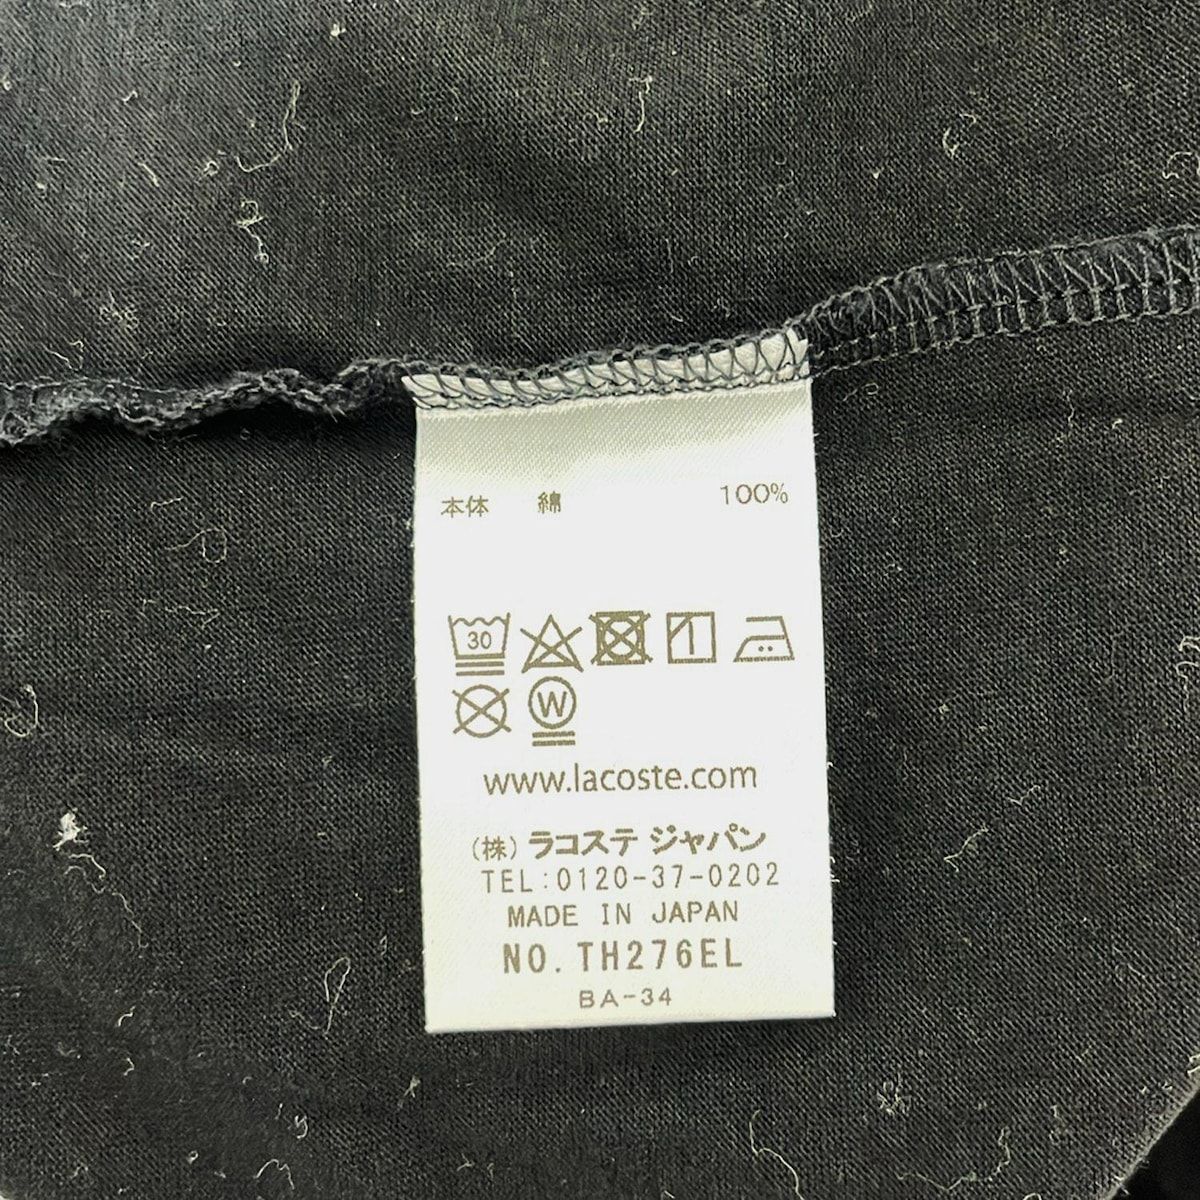 本体 綿 100%
30
W
www.lacoste.com
(株) ラコステ ジャパン
TEL:0120-37-0202
MADE IN JAPAN
NO. TH276EL
BA-34